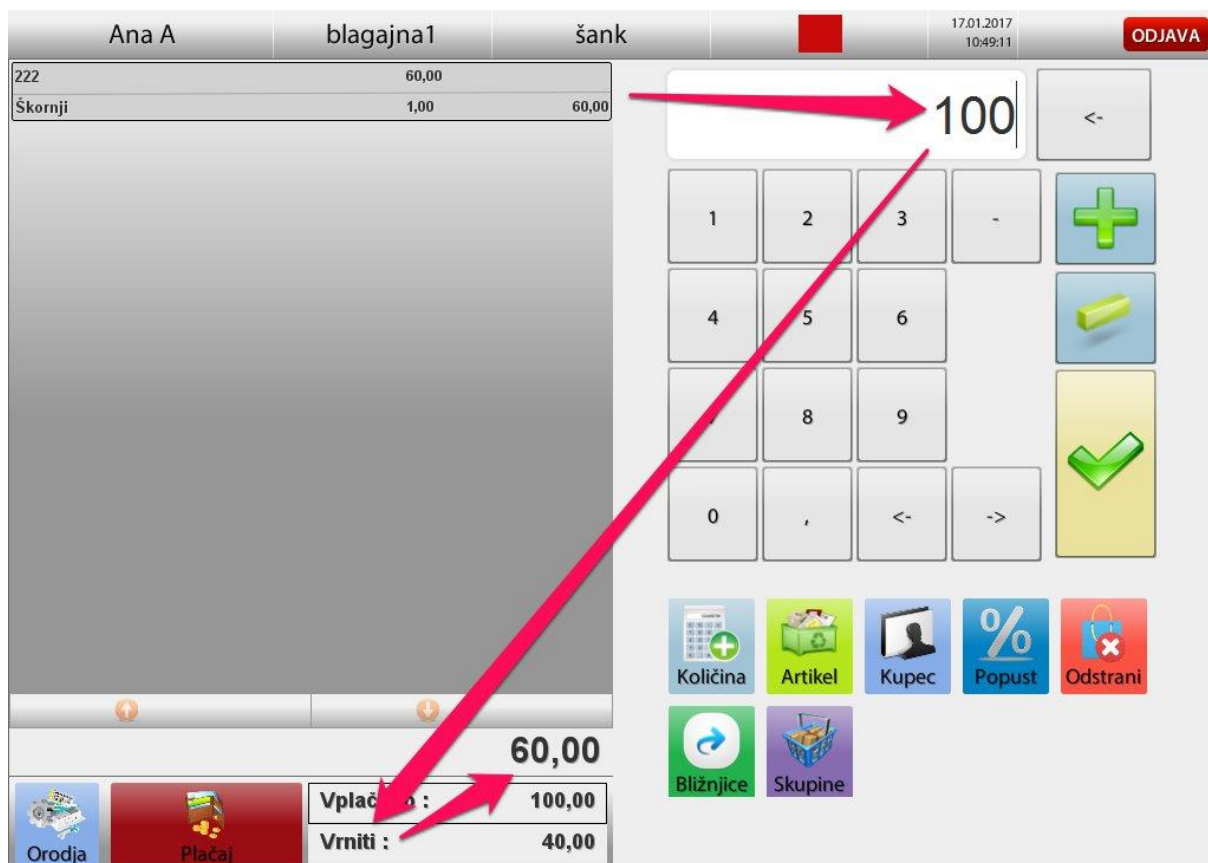 Ana A blagajna1 šank 17.01.2017
10:49:11
ODJAVA
222 60,00
Škornji 1,00 60,00
100
<-
1 2 3 -
4 5 6
8 9
0 , <- ->
Količina Artikel Kupec % Popust Odstrani
Bližnjice Skupine
60,00
: 100,00
Vrniti : 40,00
Orodja Plačaj